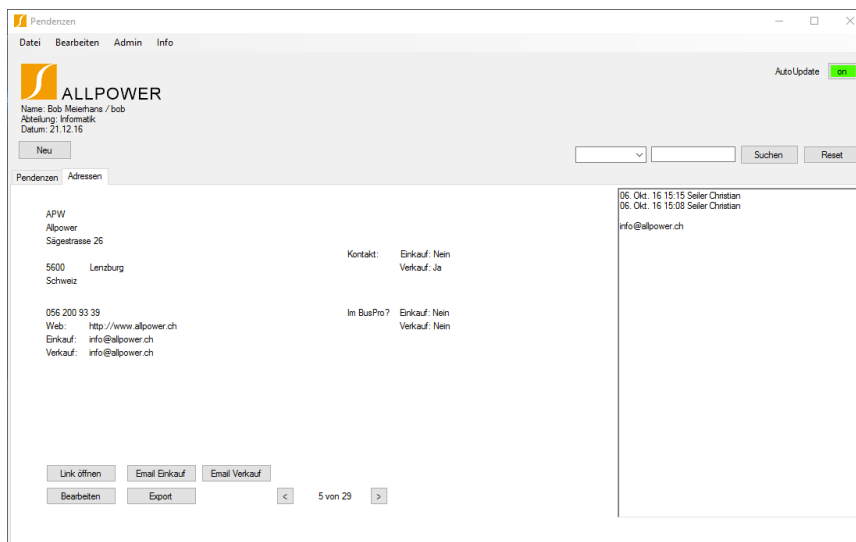 Pendenzen
Datei Bearbeiten Admin Info
AutoUpdate on
ALLPOWER
Name: Bob Meierhans / bob
Abteilung: Informatik
Datum: 21.12.16
Neu
Suchen Reset
Pendenzen Adressen
APW
Allpower
Sägestrasse 26
5600 Lenzburg
Schweiz
Kontakt: Einkauf: Nein
Verkauf: Ja
056 200 93 39
Web: http://www.allpower.ch
Einkauf: info@allpower.ch
Verkauf: info@allpower.ch
Im BusPro? Einkauf: Nein
Verkauf: Nein
06. Okt. 16 15:15 Seiler Christian
06. Okt. 16 15:08 Seiler Christian
info@allpower.ch
Link öffnen Email Einkauf Email Verkauf
Bearbeiten Export < 5 von 29 >